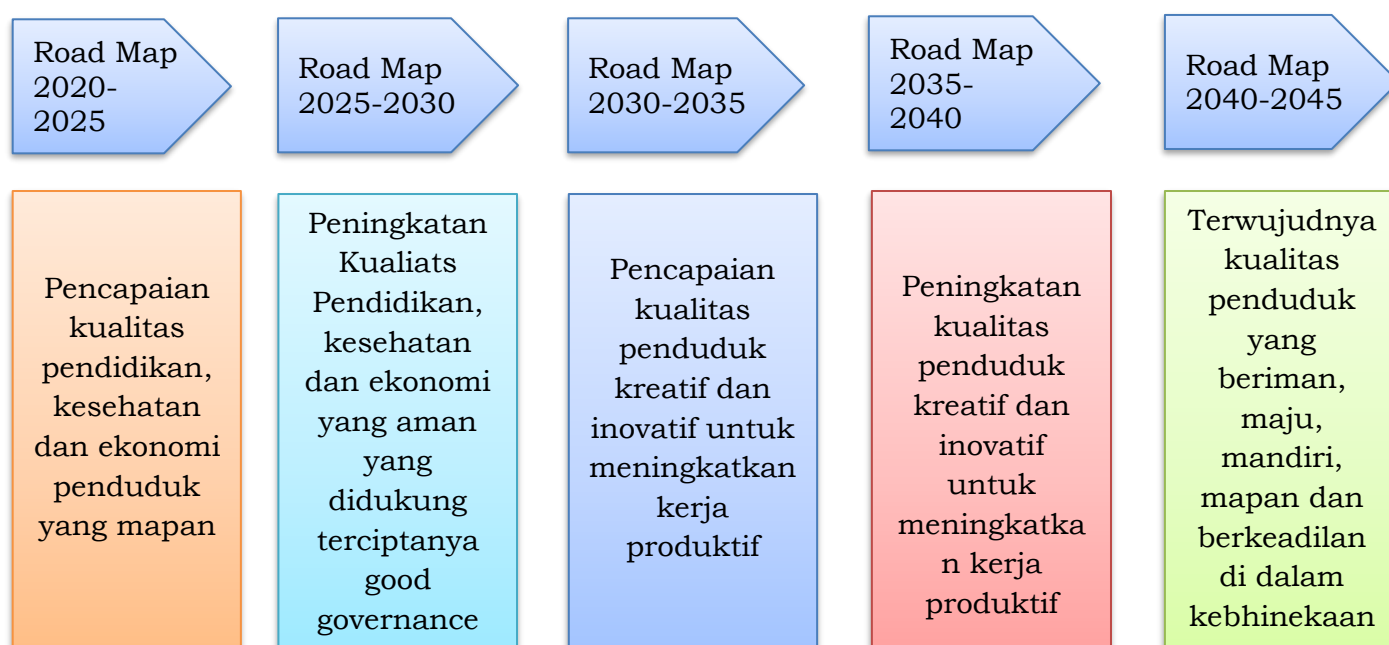 Road Map
2020-
2025
Road Map
2025-2030
Road Map
2030-2035
Road Map
2035-
2040
Road Map
2040-2045
Pencapaian
kualitas
pendidikan,
kesehatan
dan ekonomi
penduduk
yang mapan
Peningkatan
Kualiats
Pendidikan,
kesehatan
dan ekonomi
yang aman
yang
didukung
terciptanya
good
governance
Pencapaian
kualitas
penduduk
kreatif dan
inovatif untuk
meningkatkan
kerja
produktif
Peningkatan
kualitas
penduduk
kreatif dan
inovatif
untuk
meningkatka
n kerja
produktif
Terwujudnya
kualitas
penduduk
yang
beriman,
maju,
mandiri,
mapan dan
berkeadilan
di dalam
kebhinekaan